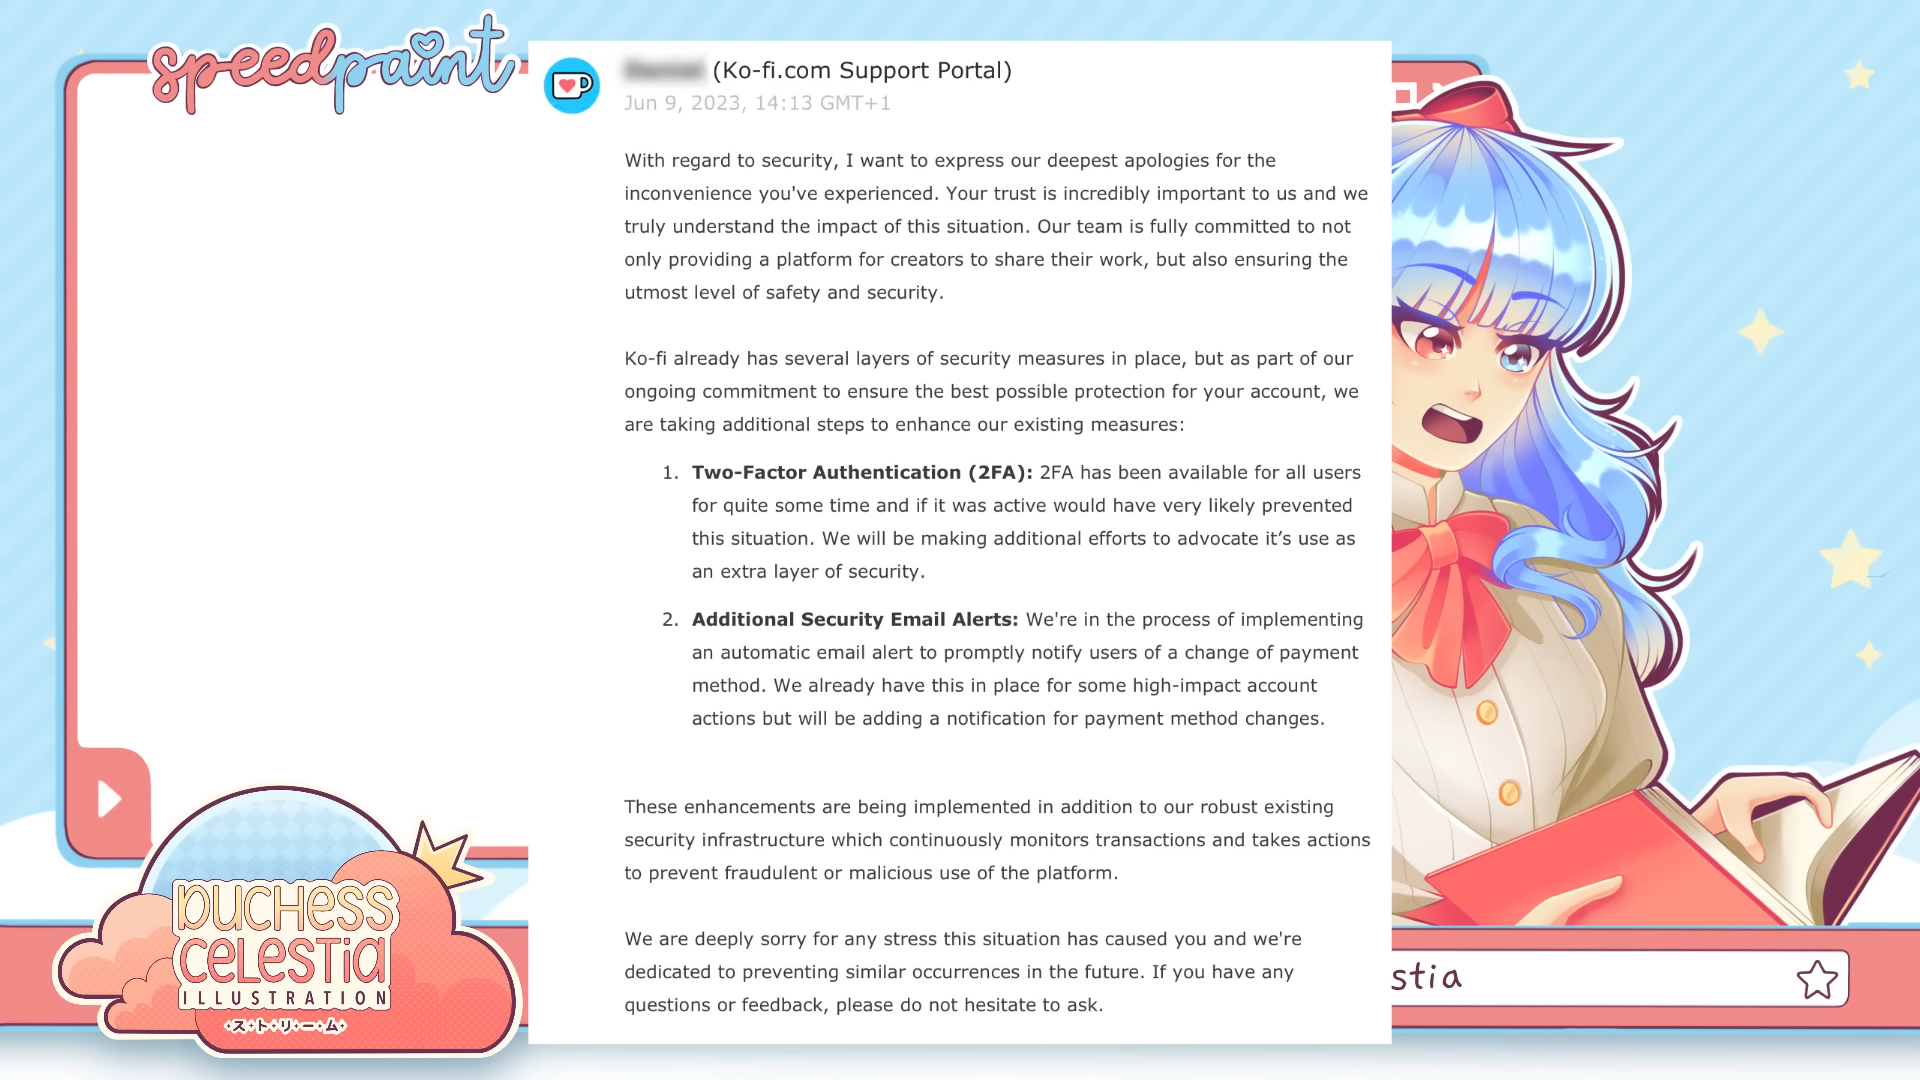 speedpaint
(Ko-fi.com Support Portal)
Jun 9, 2023, 14:13 GMT+1
With regard to security, I want to express our deepest apologies for the
inconvenience you've experienced. Your trust is incredibly important to us and we
truly understand the impact of this situation. Our team is fully committed to not
only providing a platform for creators to share their work, but also ensuring the
utmost level of safety and security.
Ko-fi already has several layers of security measures in place, but as part of our
ongoing commitment to ensure the best possible protection for your account, we
are taking additional steps to enhance our existing measures:
1. Two-Factor Authentication (2FA): 2FA has been available for all users
for quite some time and if it was active would have very likely prevented
this situation. We will be making additional efforts to advocate it’s use as
an extra layer of security.
2. Additional Security Email Alerts: We're in the process of implementing
an automatic email alert to promptly notify users of a change of payment
method. We already have this in place for some high-impact account
actions but will be adding a notification for payment method changes.
These enhancements are being implemented in addition to our robust existing
security infrastructure which continuously monitors transactions and takes actions
to prevent fraudulent or malicious use of the platform.
We are deeply sorry for any stress this situation has caused you and we're
dedicated to preventing similar occurrences in the future. If you have any
questions or feedback, please do not hesitate to ask.
DUCHESS
CELESTIA
ILLUSTRATION
・ス・ト・リ・ー・ム・
stia